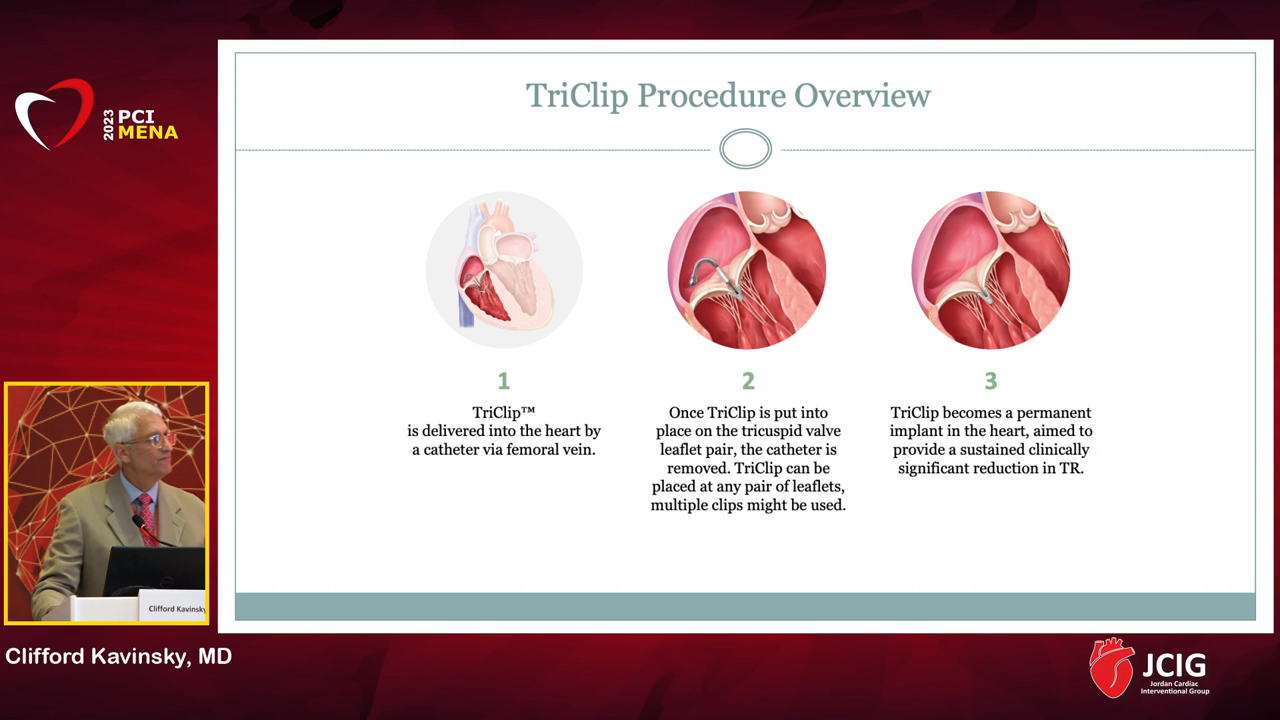 2023
PCI
MENA
TriClip Procedure Overview
1
TriClip™
is delivered into the heart by
a catheter via femoral vein.
2
Once TriClip is put into
place on the tricuspid valve
leaflet pair, the catheter is
removed. TriClip can be
placed at any pair of leaflets,
multiple clips might be used.
3
TriClip becomes a permanent
implant in the heart, aimed to
provide a sustained clinically
significant reduction in TR.
Clifford Kavinsky
Clifford Kavinsky, MD
JCIG
Jordan Cardiac
Interventional Group